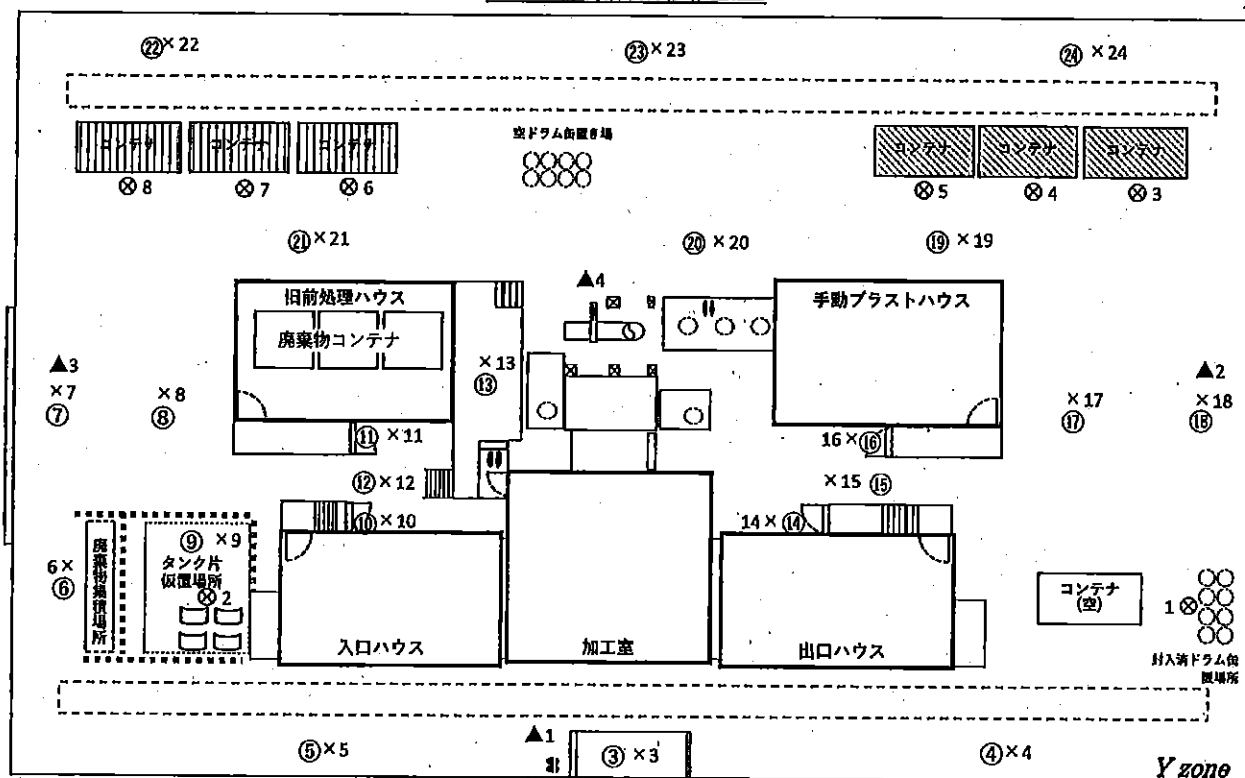 ㉒×22
㉓×23
㉔×24
コンテナ
コンテナ
コンテナ
空ドラム缶置き場
コンテナ
コンテナ
コンテナ
⊗8
⊗7
⊗6
⊗5
⊗4
⊗3
㉑×21
⑳×20
⑲×19
旧前処理ハウス
廃棄物コンテナ
▲4
手動ブラストハウス
▲3
×7
⑦
×8
⑧
×13
⑬
×17
⑰
▲2
×18
⑱
⑪×11
16×⑯
⑫×12
×15 ⑮
⑩×10
14×⑭
6×
⑥
廃棄物集積場所
⑨ ×9
タンク片
仮置場所
⊗2
コンテナ
(空)
1⊗
入口ハウス
加工室
出口ハウス
封入済ドラム缶
置場所
⑤×5
▲1
③×3
④×4
Y zone